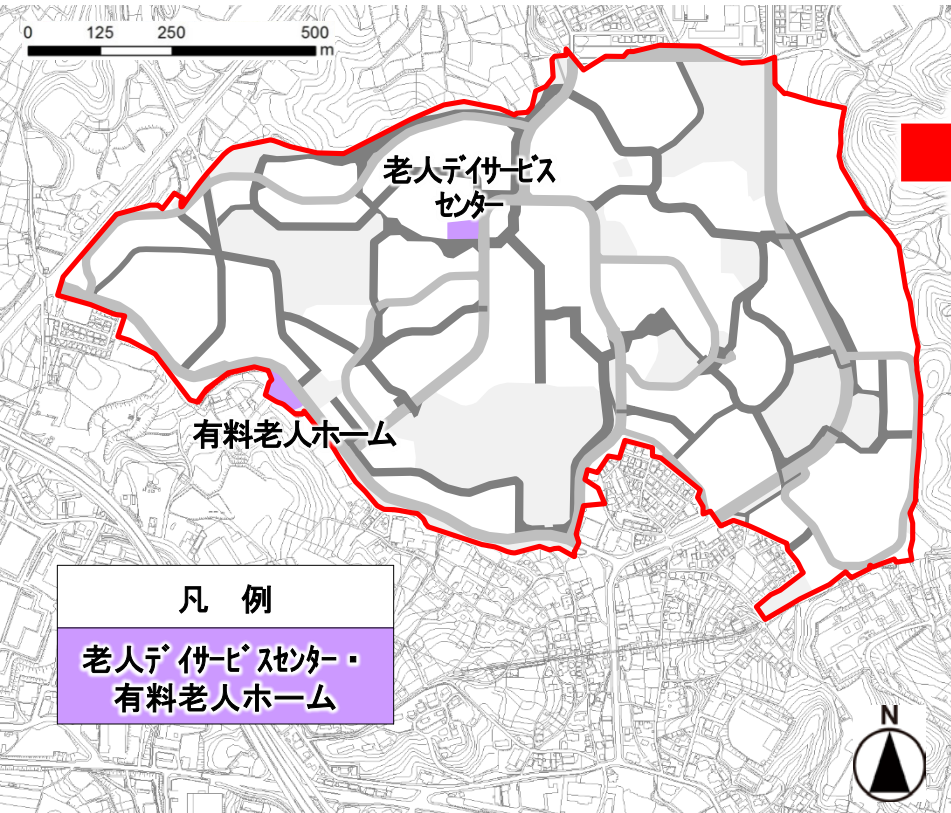 0 125 250 500
m
老人デイサービス
センター
有料老人ホーム
凡 例
老人デイサービスセンター・
有料老人ホーム
N